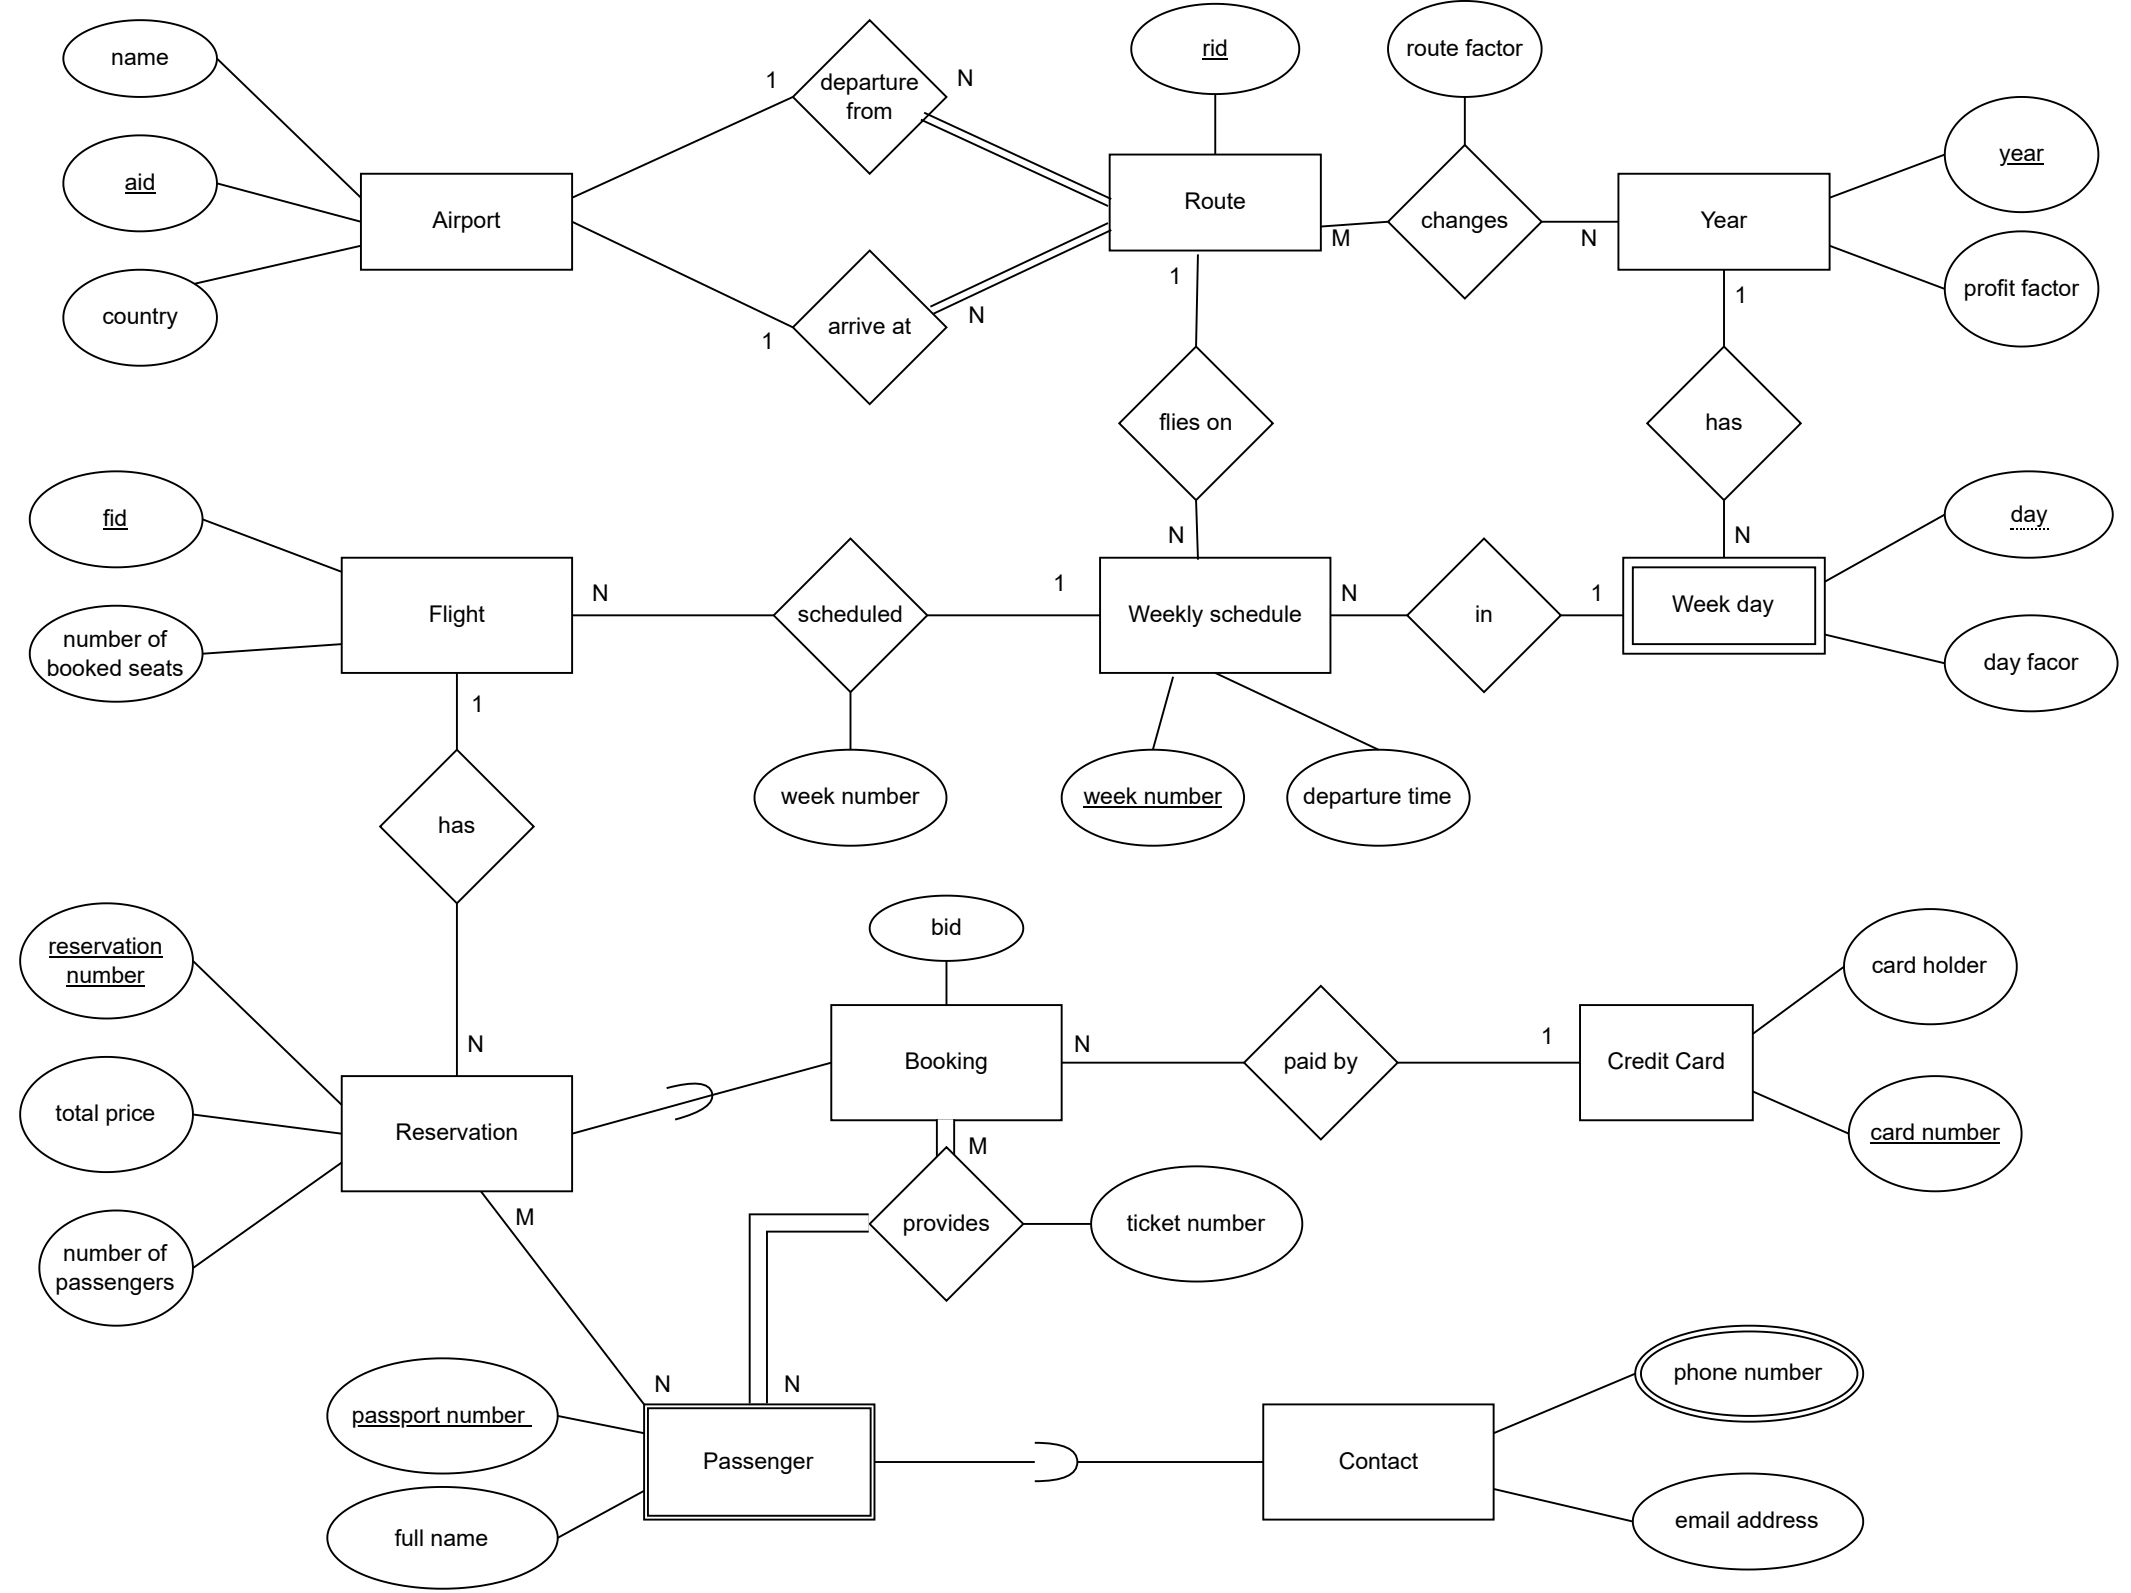 name
departure
from
1
N
rid
route factor
aid
Airport
country
Route
changes
M
N
Year
year
profit factor
1
arrive at
N
1
1
flies on
has
fid
number of
booked seats
Flight
N
scheduled
1
N
Weekly schedule
N
in
1
N
Week day
day
day facor
1
has
week number
week number
departure time
reservation
number
total price
number of
passengers
N
Reservation
bid
Booking
N
paid by
1
Credit Card
card holder
card number
M
M
provides
ticket number
N
N
passport number
full name
Passenger
Contact
phone number
email address